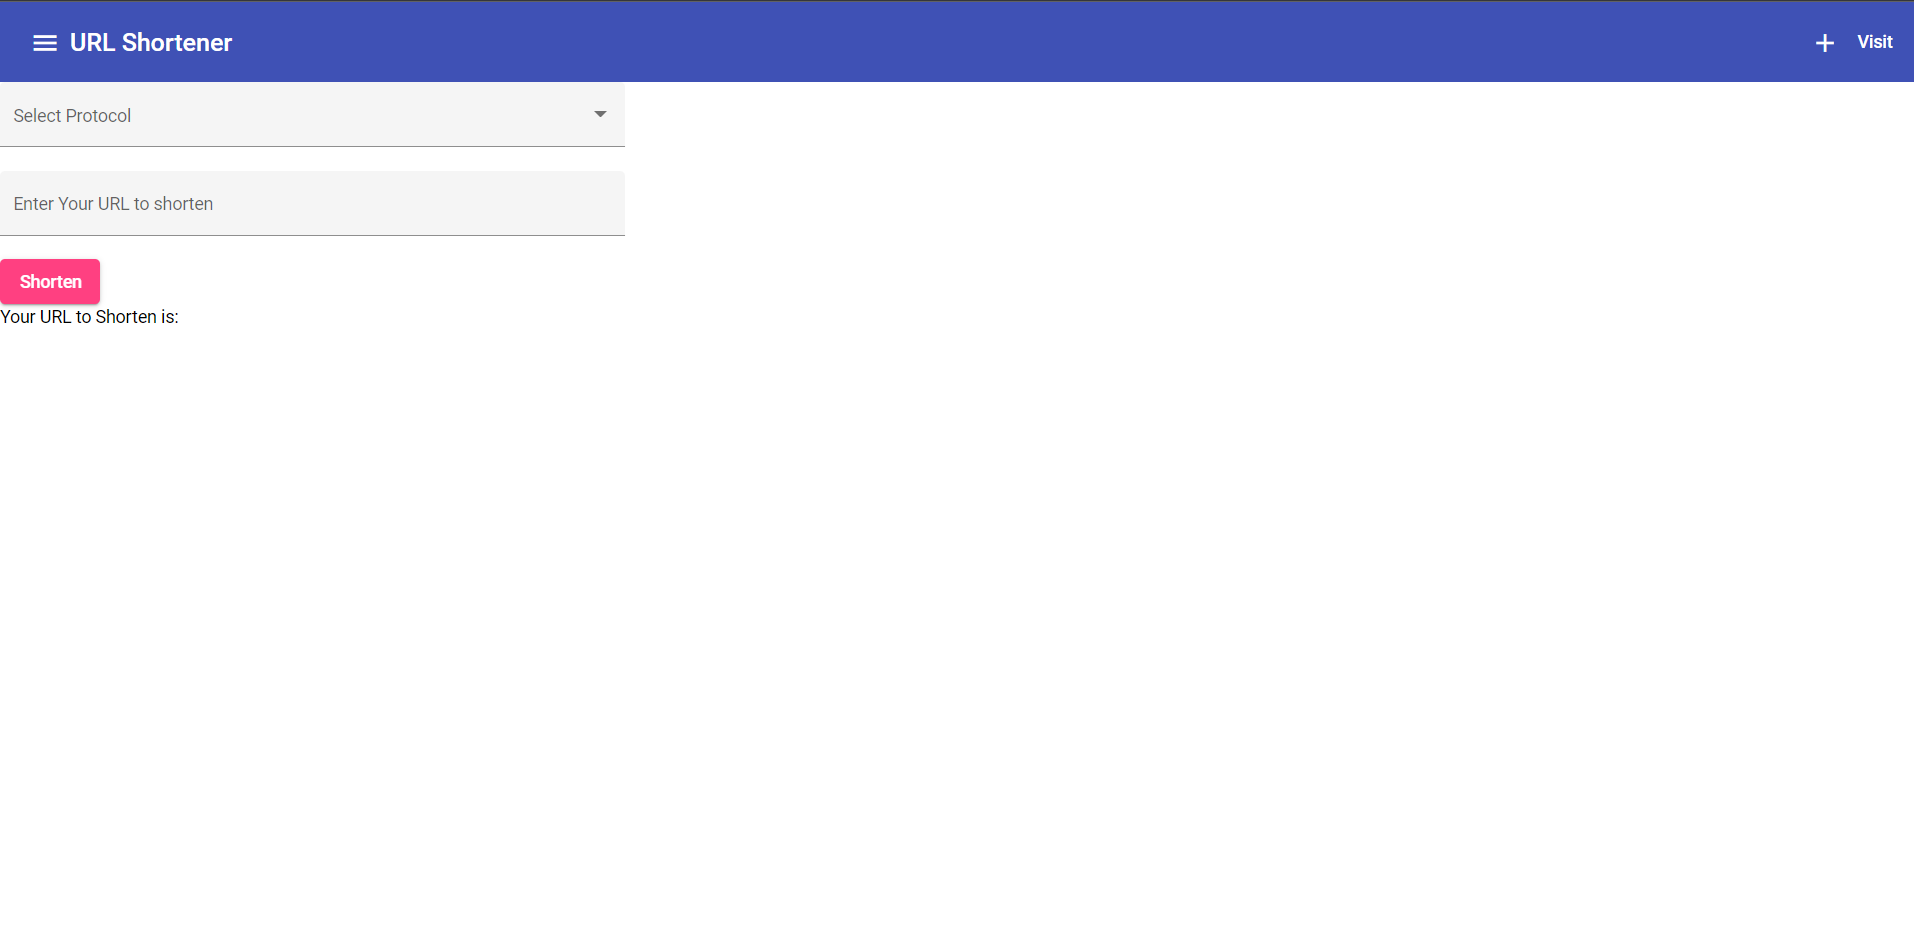 URL Shortener
Visit
Select Protocol
Enter Your URL to shorten
Shorten
Your URL to Shorten is: